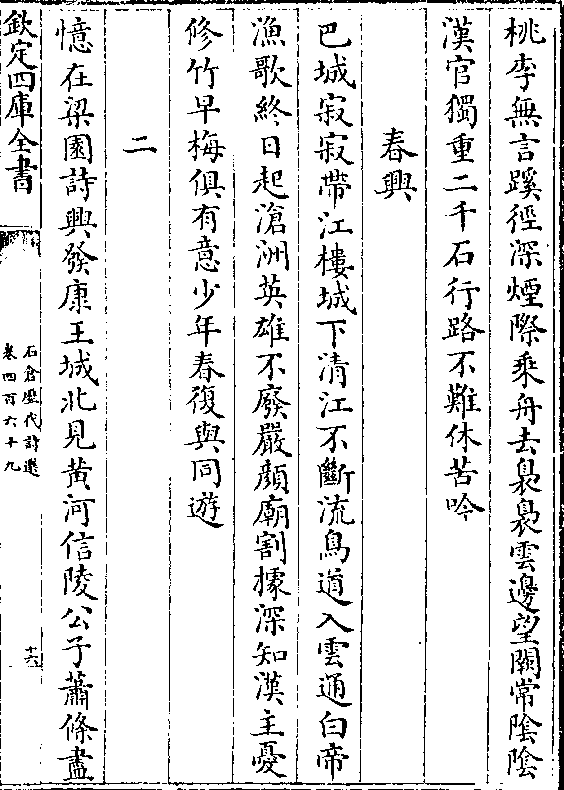 桃李無言蹊徑深煙際乘舟去裊裊雲邊望闕常陰陰
漢官獨重二千石行路不難休苦吟
春興
巴城寂寂帶江樓城下清江不斷流鳥道入雲通白帝
漁歌終日起滄洲英雄不廢嚴顔廟割據深知漢主憂
修竹早梅俱有意少年春復與同遊
二
憶在梁園詩興發康王城北見黄河信陵公子蕭條盡
欽定四庫全書
石倉歷代詩選
卷四百六十九
十六